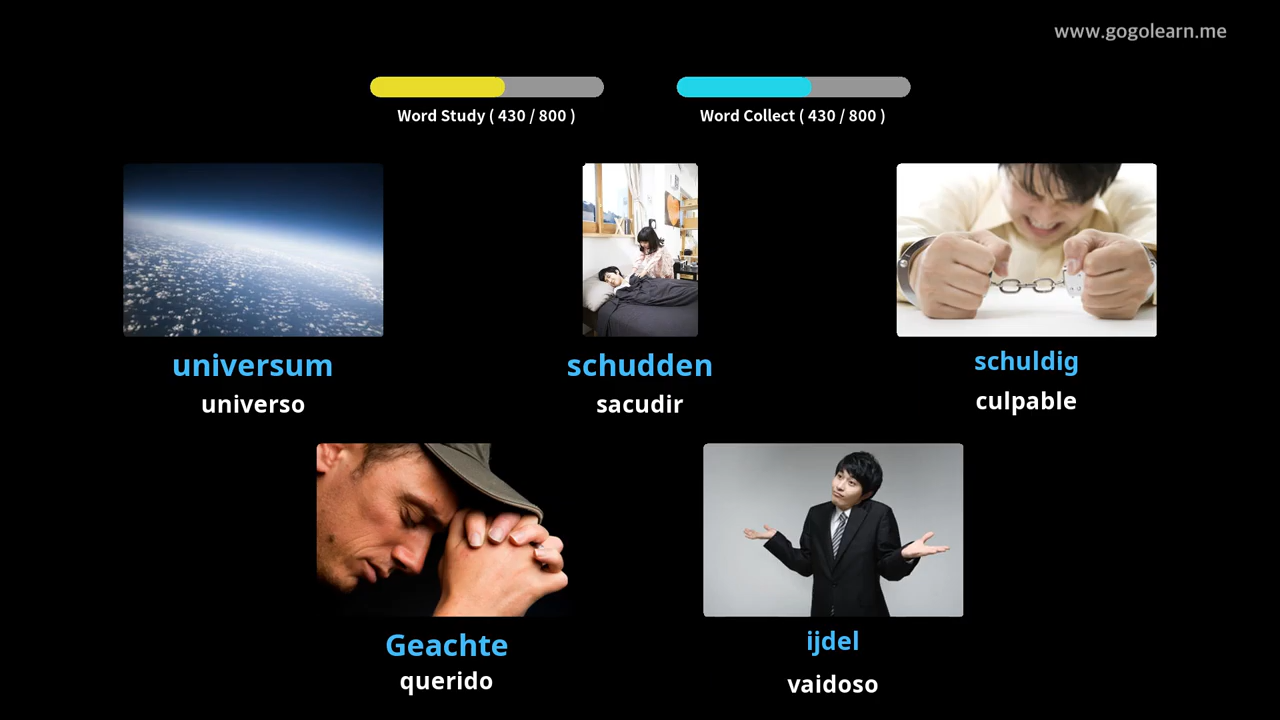 www.gogolearn.me
Word Study ( 430 / 800 )
Word Collect ( 430 / 800 )
universum
universo
schudden
sacudir
schuldig
culpable
Geachte
querido
ijdel
vaidoso